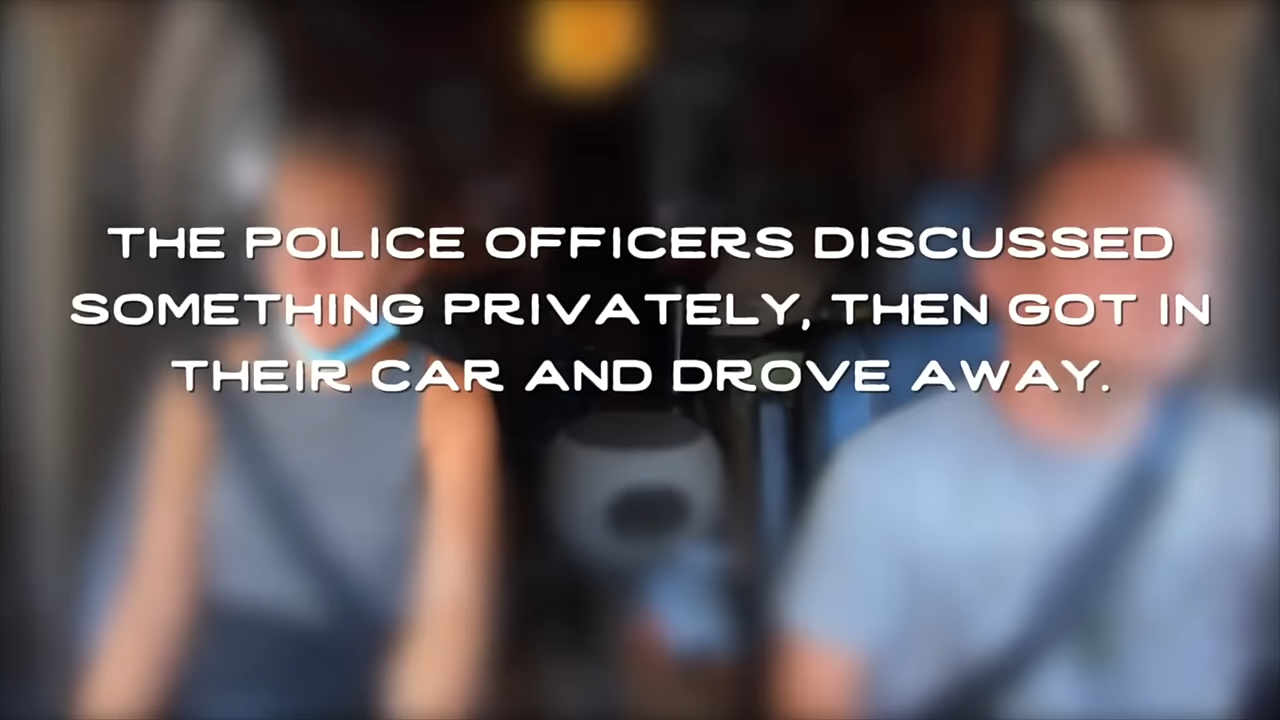 THE POLICE OFFICERS DISCUSSED
SOMETHING PRIVATELY, THEN GOT IN
THEIR CAR AND DROVE AWAY.